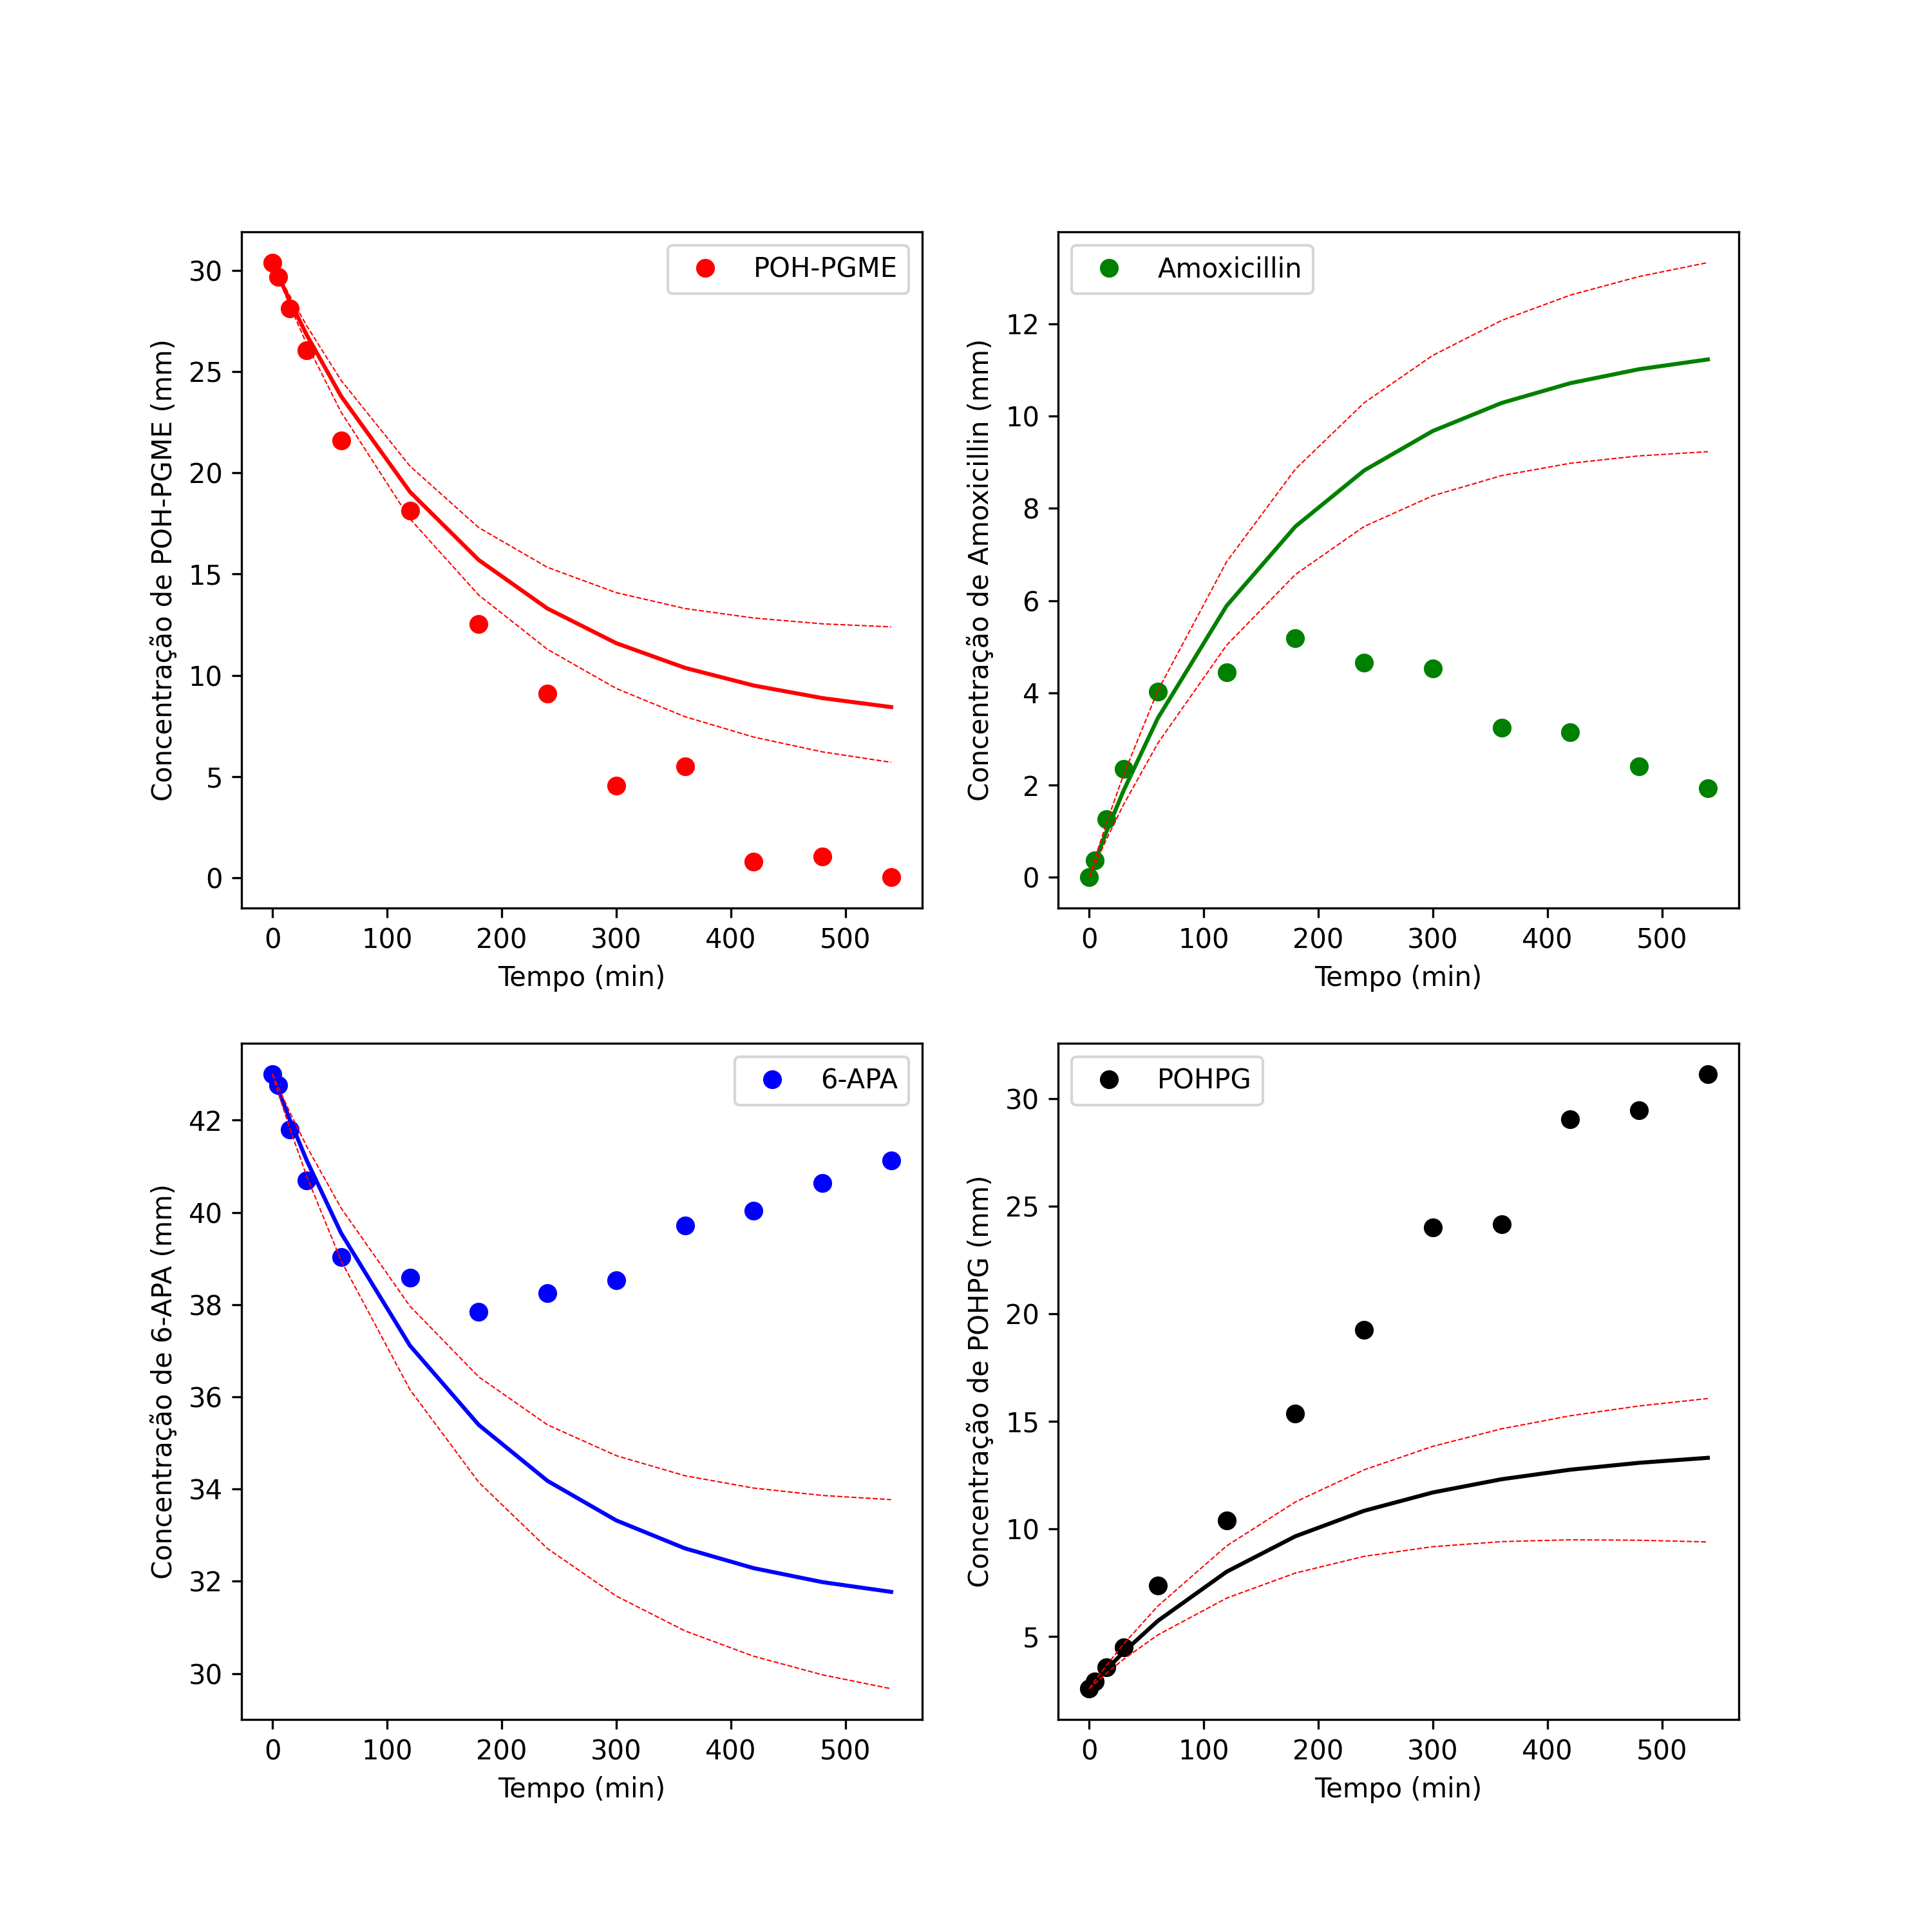 POH-PGME
Concentração de POH-PGME (mm)
30
25
20
15
10
5
0
0 100 200 300 400 500
Tempo (min)
Amoxicillin
Concentração de Amoxicillin (mm)
12
10
8
6
4
2
0
0 100 200 300 400 500
Tempo (min)
6-APA
Concentração de 6-APA (mm)
42
40
38
36
34
32
30
0 100 200 300 400 500
Tempo (min)
POHPG
Concentração de POHPG (mm)
30
25
20
15
10
5
0 100 200 300 400 500
Tempo (min)